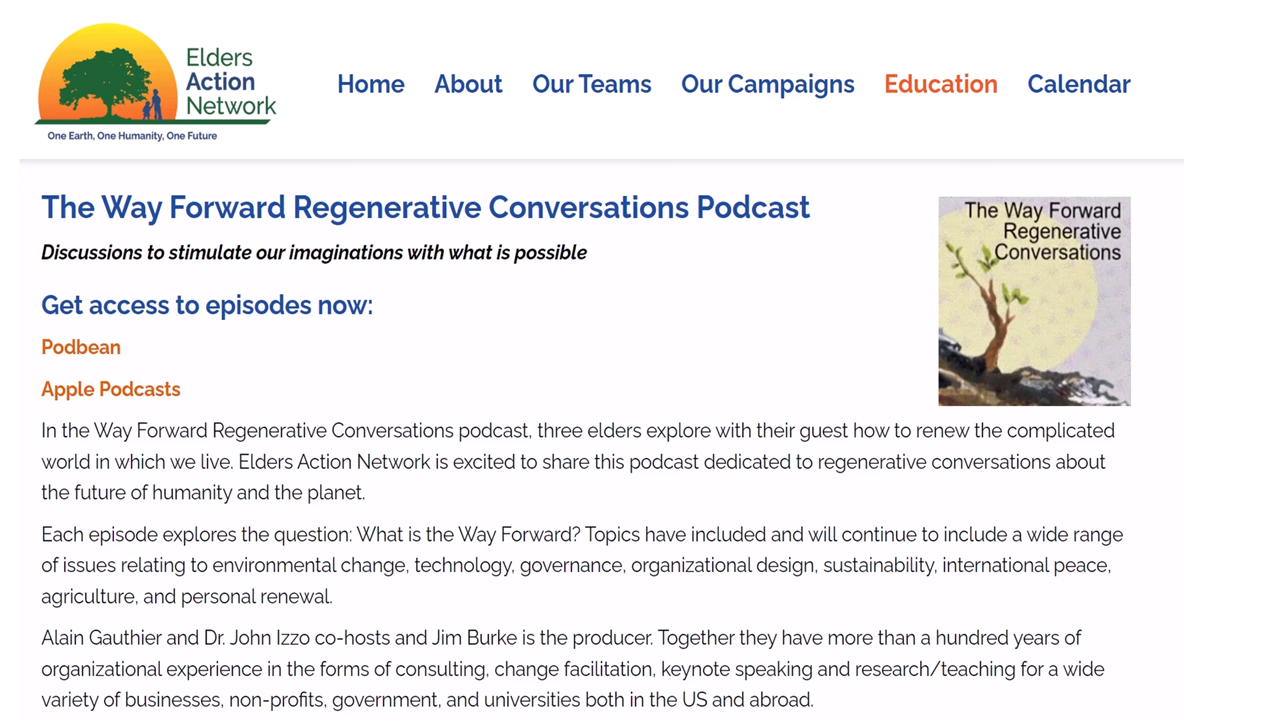 Elders
Action
Network
One Earth, One Humanity, One Future
Home About Our Teams Our Campaigns Education Calendar
The Way Forward Regenerative Conversations Podcast
Discussions to stimulate our imaginations with what is possible
The Way Forward
Regenerative
Conversations
Get access to episodes now:
Podbean
Apple Podcasts
In the Way Forward Regenerative Conversations podcast, three elders explore with their guest how to renew the complicated
world in which we live. Elders Action Network is excited to share this podcast dedicated to regenerative conversations about
the future of humanity and the planet.
Each episode explores the question: What is the Way Forward? Topics have included and will continue to include a wide range
of issues relating to environmental change, technology, governance, organizational design, sustainability, international peace,
agriculture, and personal renewal.
Alain Gauthier and Dr. John Izzo co-hosts and Jim Burke is the producer. Together they have more than a hundred years of
organizational experience in the forms of consulting, change facilitation, keynote speaking and research/teaching for a wide
variety of businesses, non-profits, government, and universities both in the US and abroad.